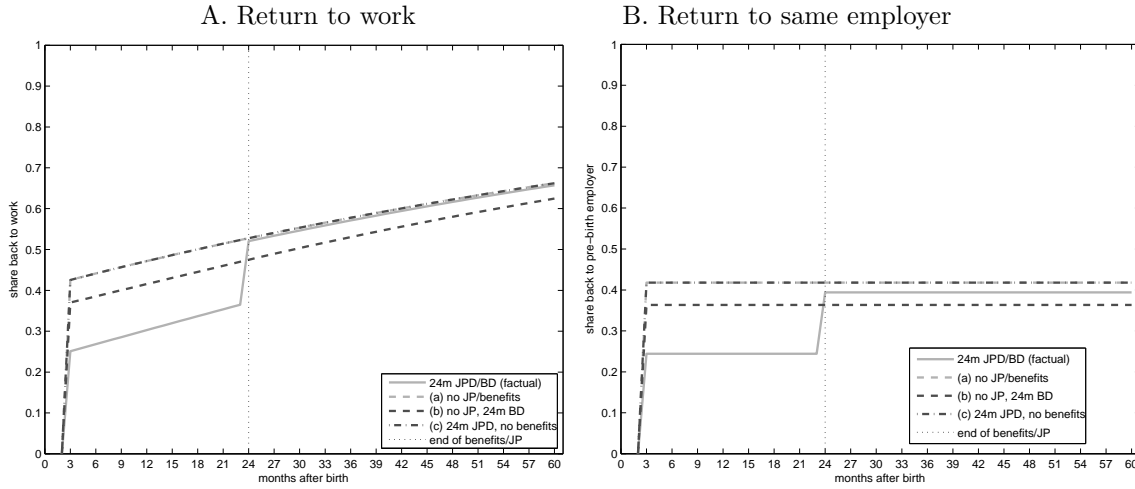 A. Return to work
1
0.9
0.8
0.7
0.6
0.5
0.4
0.3
0.2
0.1
0
share back to work
0 3 6 9 12 15 18 21 24 27 30 33 36 39 42 45 48 51 54 57 60
months after birth
24m JPD/BD (factual)
(a) no JP/benefits
(b) no JP, 24m BD
(c) 24m JPD, no benefits
end of benefits/JP
B. Return to same employer
1
0.9
0.8
0.7
0.6
0.5
0.4
0.3
0.2
0.1
0
share back to pre−birth employer
0 3 6 9 12 15 18 21 24 27 30 33 36 39 42 45 48 51 54 57 60
months after birth
24m JPD/BD (factual)
(a) no JP/benefits
(b) no JP, 24m BD
(c) 24m JPD, no benefits
end of benefits/JP